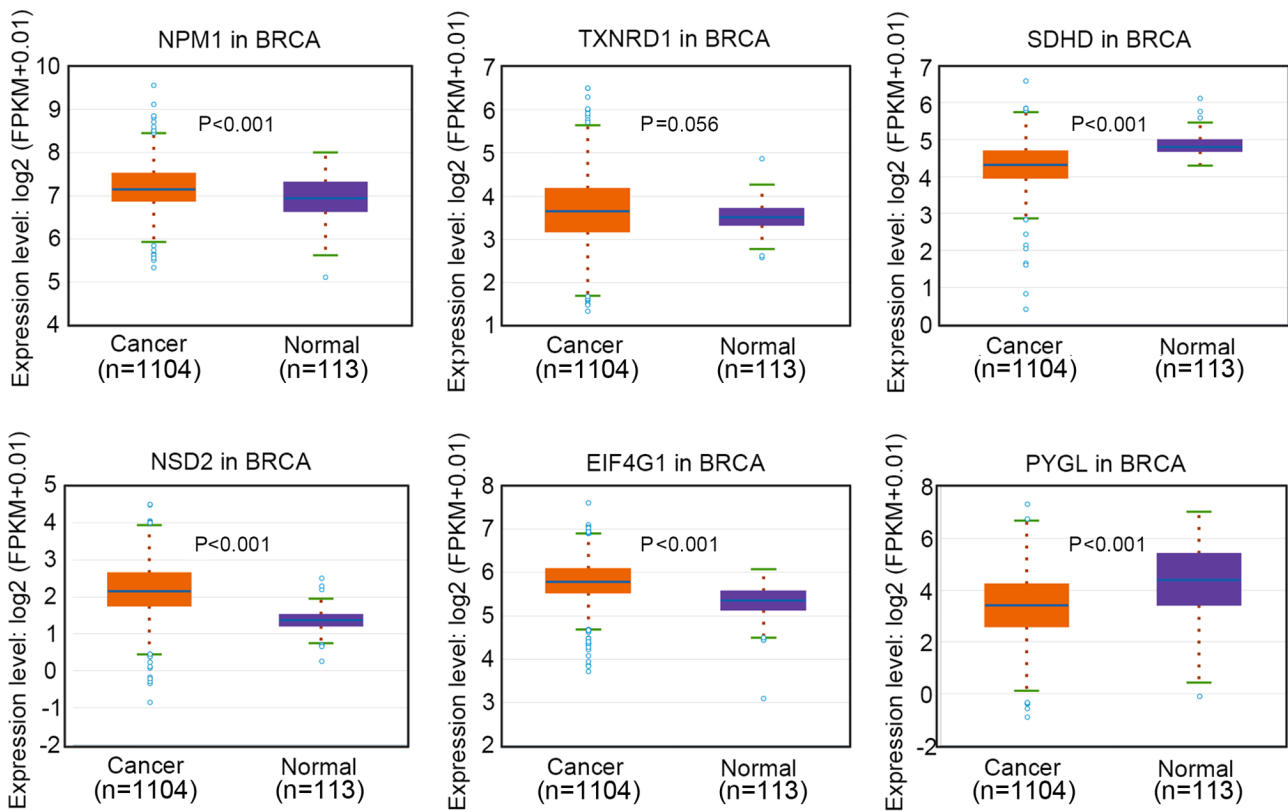 NPM1 in BRCA
Expression level: log2 (FPKM+0.01)
10
9
8
7
6
5
4
P<0.001
Cancer
(n=1104)
Normal
(n=113)
TXNRD1 in BRCA
Expression level: log2 (FPKM+0.01)
7
6
5
4
3
2
1
P=0.056
Cancer
(n=1104)
Normal
(n=113)
SDHD in BRCA
Expression level: log2 (FPKM+0.01)
7
6
5
4
3
2
1
0
P<0.001
Cancer
(n=1104)
Normal
(n=113)
NSD2 in BRCA
Expression level: log2 (FPKM+0.01)
5
4
3
2
1
0
-1
-2
P<0.001
Cancer
(n=1104)
Normal
(n=113)
EIF4G1 in BRCA
Expression level: log2 (FPKM+0.01)
8
7
6
5
4
3
2
P<0.001
Cancer
(n=1104)
Normal
(n=113)
PYGL in BRCA
Expression level: log2 (FPKM+0.01)
8
6
4
2
0
-2
P<0.001
Cancer
(n=1104)
Normal
(n=113)